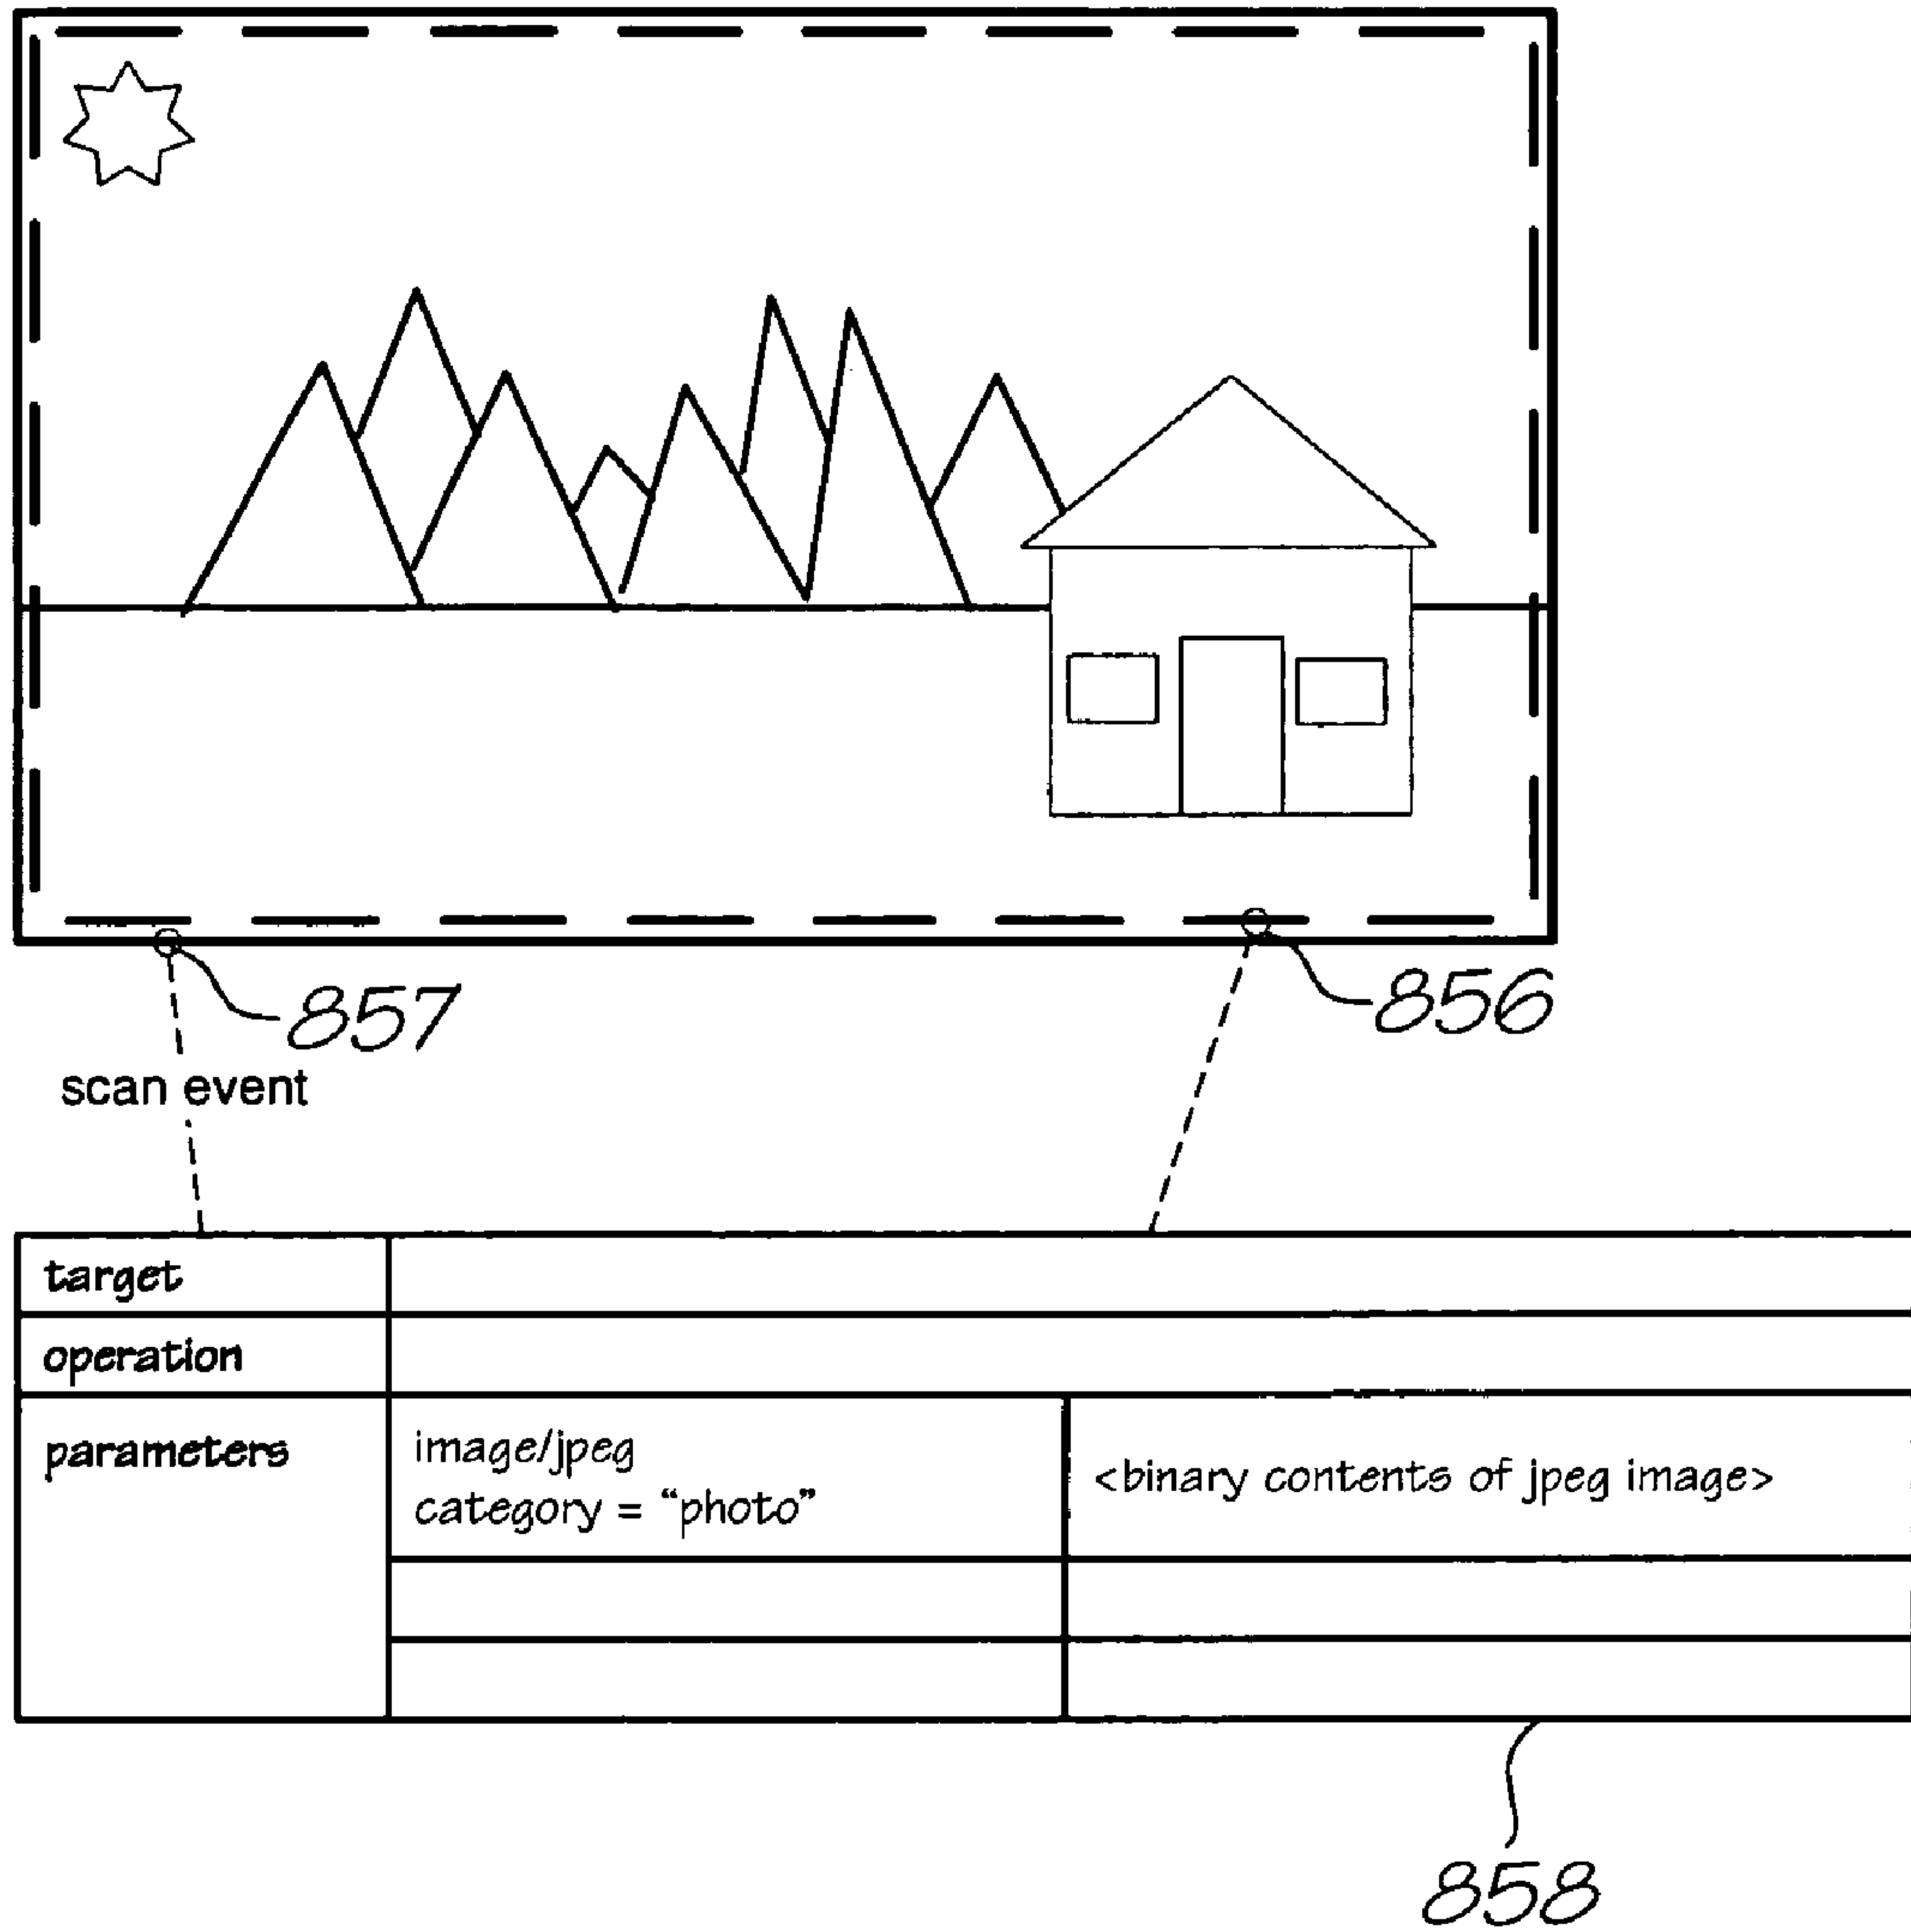 857
856
scan event
target
operation
parameters
image/jpeg
category = “photo”
<binary contents of jpeg image>
858